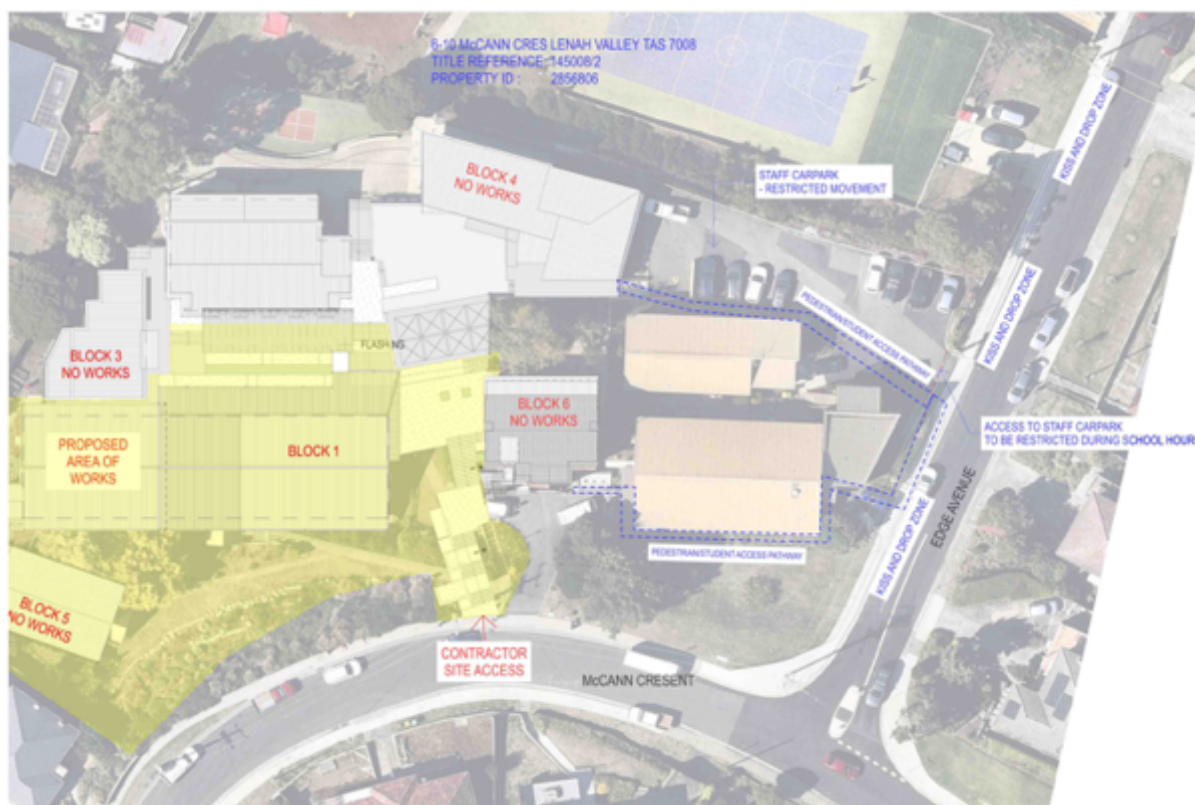 6-10 McCANN CRES LENAH VALLEY TAS 7008
TITLE REFERENCE: 145008/2
PROPERTY ID : 2856806
KISS AND DROP ZONE
BLOCK 4
NO WORKS
STAFF CARPARK
- RESTRICTED MOVEMENT
PEDESTRIAN/STUDENT ACCESS PATHWAY
KISS AND DROP ZONE
FLASHING
BLOCK 3
NO WORKS
BLOCK 6
NO WORKS
ACCESS TO STAFF CARPARK
TO BE RESTRICTED DURING SCHOOL HOUR
PROPOSED
AREA OF
WORKS
BLOCK 1
KISS AND DROP ZONE
EDGE AVENUE
PEDESTRIAN/STUDENT ACCESS PATHWAY
BLOCK 5
NO WORKS
CONTRACTOR
SITE ACCESS
McCANN CRESENT